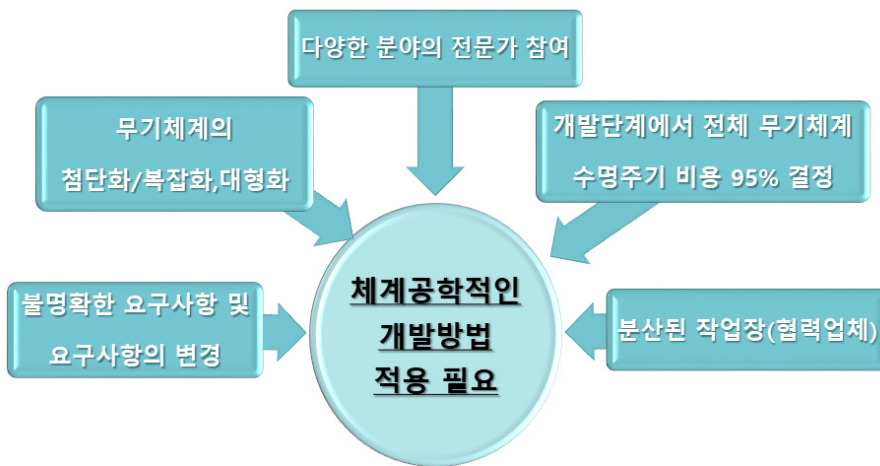 다양한 분야의 전문가 참여
무기체계의
첨단화/복잡화,대형화
개발단계에서 전체 무기체계
수명주기 비용 95% 결정
불명확한 요구사항 및
요구사항의 변경
체계공학적인
개발방법
적용 필요
분산된 작업장(협력업체)